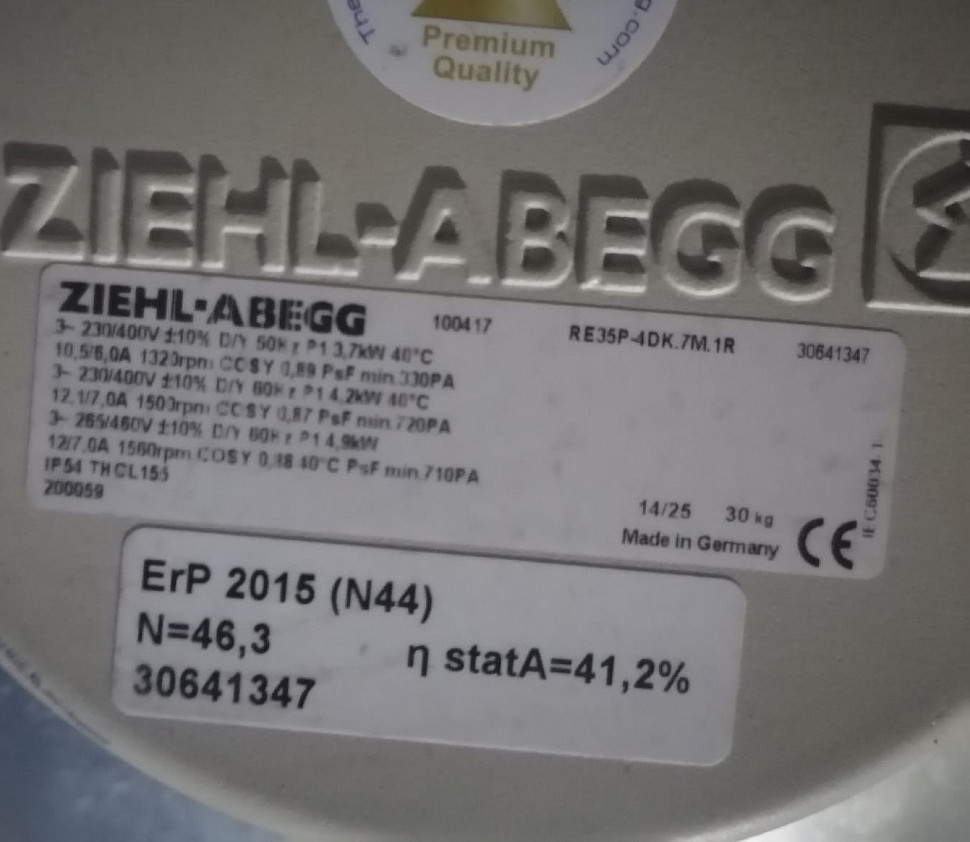 Premium
Quality
The
g.com
ZIEHL-ABEGG
ZIEHL-ABEGG 100417 RE35P-4DK.7M.1R 30641347
3~ 230/400V ±10% D/Y 50Hz P1 3,7kW 40°C
10,5/6,0A 1320rpm COSY 0,89 PsF min.330PA
3~ 230/400V ±10% D/Y 60Hz P1 4,2kW 40°C
12,1/7,0A 1500rpm COSY 0,87 PsF min.720PA
3~ 265/460V ±10% D/Y 60Hz P1 4,9kW
12/7,0A 1560rpm COSY 40°C PsF min.710PA
IP54 THCL155
200059
14/25 30 kg
Made in Germany CE
IEC60034-1
ErP 2015 (N44)
N=46,3 η statA=41,2%
30641347